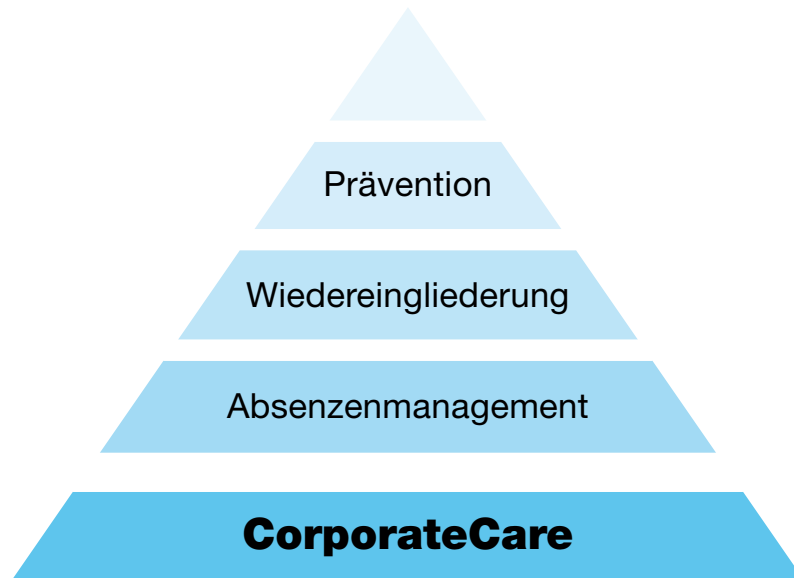 Prävention
Wiedereingliederung
Absenzenmanagement
CorporateCare